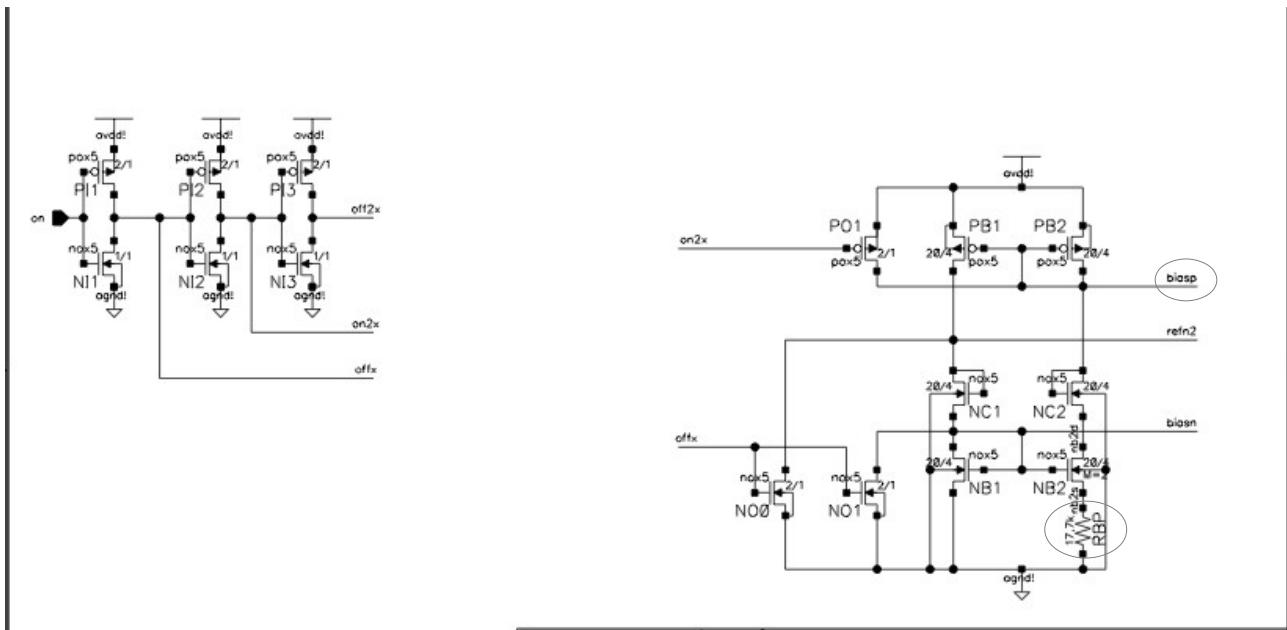 avdd! avdd! avdd!
pox5 2/1 pox5 2/1 pox5 2/1
PI1 PI2 PI3
on
off2x
nox5 1/1 nox5 1/1 nox5 1/1
NI1 NI2 NI3
agnd! agnd! agnd!
on2x
offx
avdd!
PO1 PB1 PB2
on2x
2/1 20/4 20/4
pox5 pox5 pox5
biasp
refn2
nox5 nox5
20/4 20/4
NC1 NC2
offx
biasn
nb2d
nox5 nox5
20/4 20/4
NB1 NB2
nox5 2/1 nox5 2/1
NO0 NO1
nb2s
17.7k
RBP
agnd!